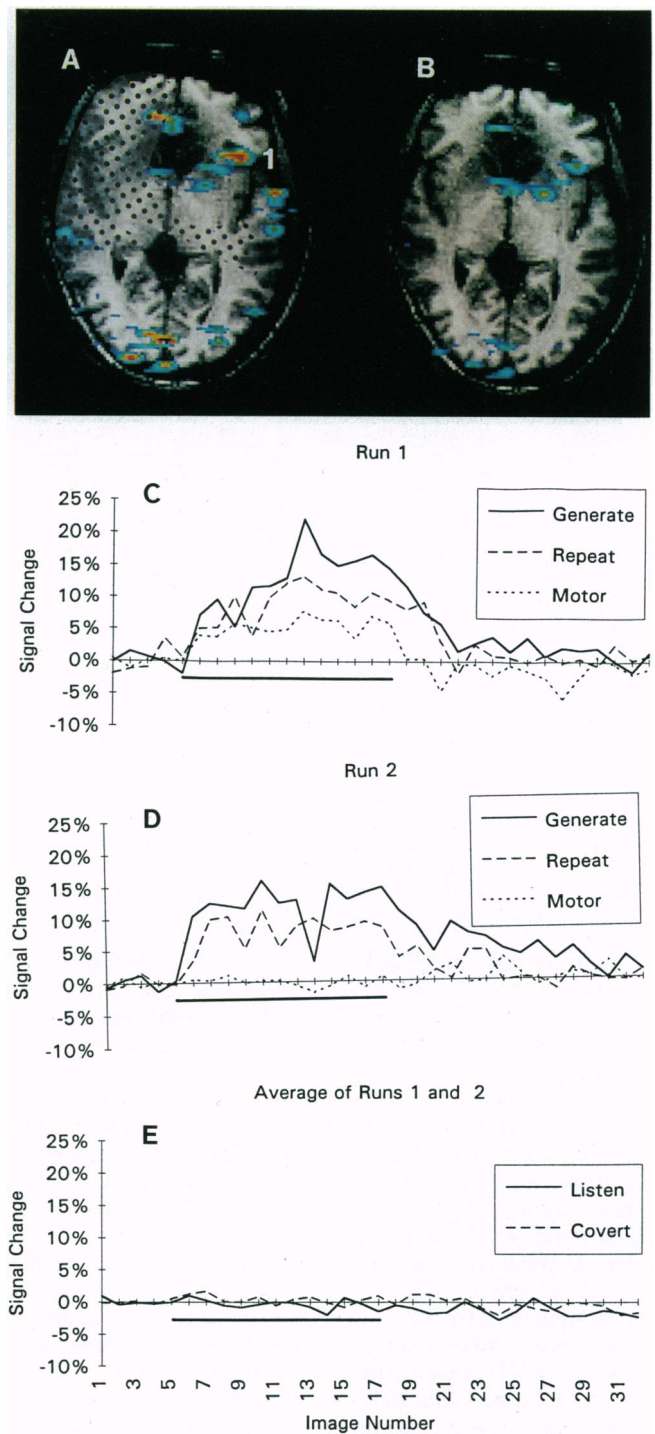 A
B
1
Run 1
C
25%
20%
15%
10%
5%
0%
-5%
-10%
Signal Change
Generate
Repeat
Motor
Run 2
D
25%
20%
15%
10%
5%
0%
-5%
-10%
Signal Change
Generate
Repeat
Motor
Average of Runs 1 and 2
E
25%
20%
15%
10%
5%
0%
-5%
-10%
Signal Change
Listen
Covert
1 3 5 7 9 11 13 15 17 19 21 23 25 27 29 31
Image Number